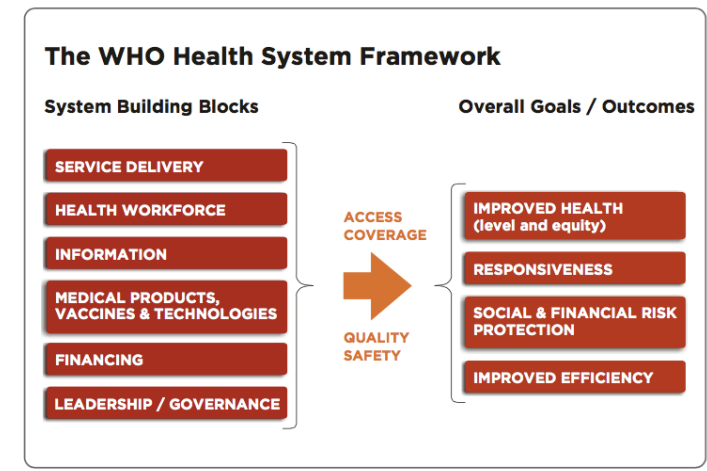 The WHO Health System Framework
System Building Blocks
Overall Goals / Outcomes
SERVICE DELIVERY
HEALTH WORKFORCE
INFORMATION
MEDICAL PRODUCTS,
VACCINES & TECHNOLOGIES
FINANCING
LEADERSHIP / GOVERNANCE
ACCESS
COVERAGE
QUALITY
SAFETY
IMPROVED HEALTH
(level and equity)
RESPONSIVENESS
SOCIAL & FINANCIAL RISK
PROTECTION
IMPROVED EFFICIENCY